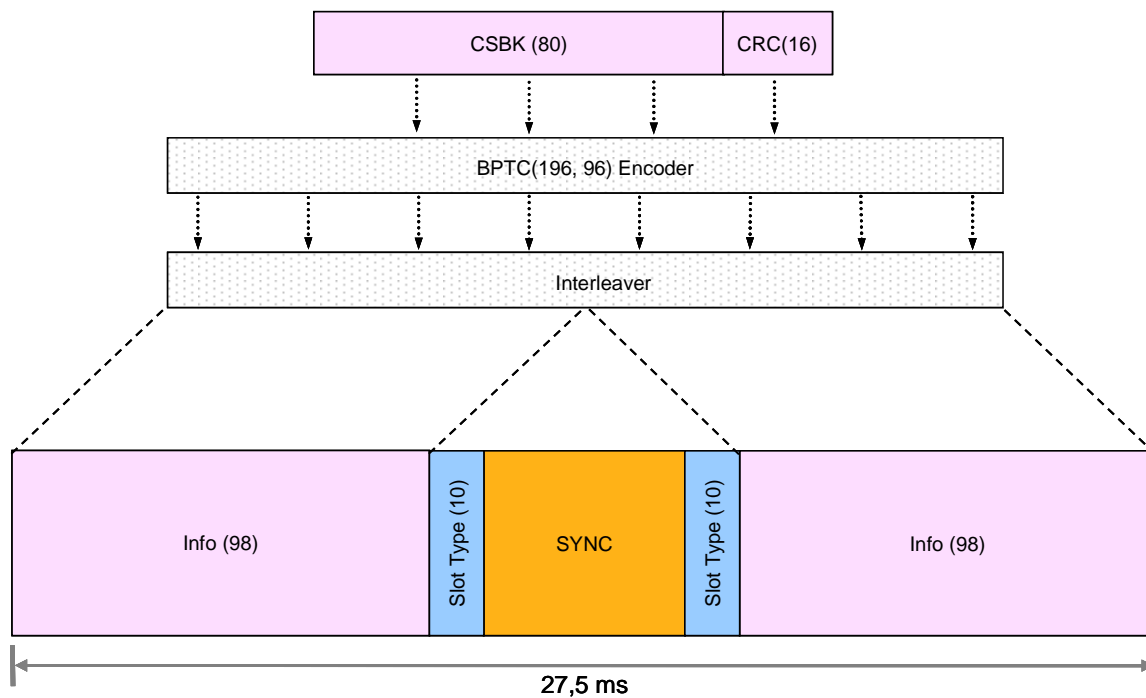 CSBK (80)
CRC(16)
BPTC(196, 96) Encoder
Interleaver
Info (98)
Slot Type (10)
SYNC
Slot Type (10)
Info (98)
27,5 ms